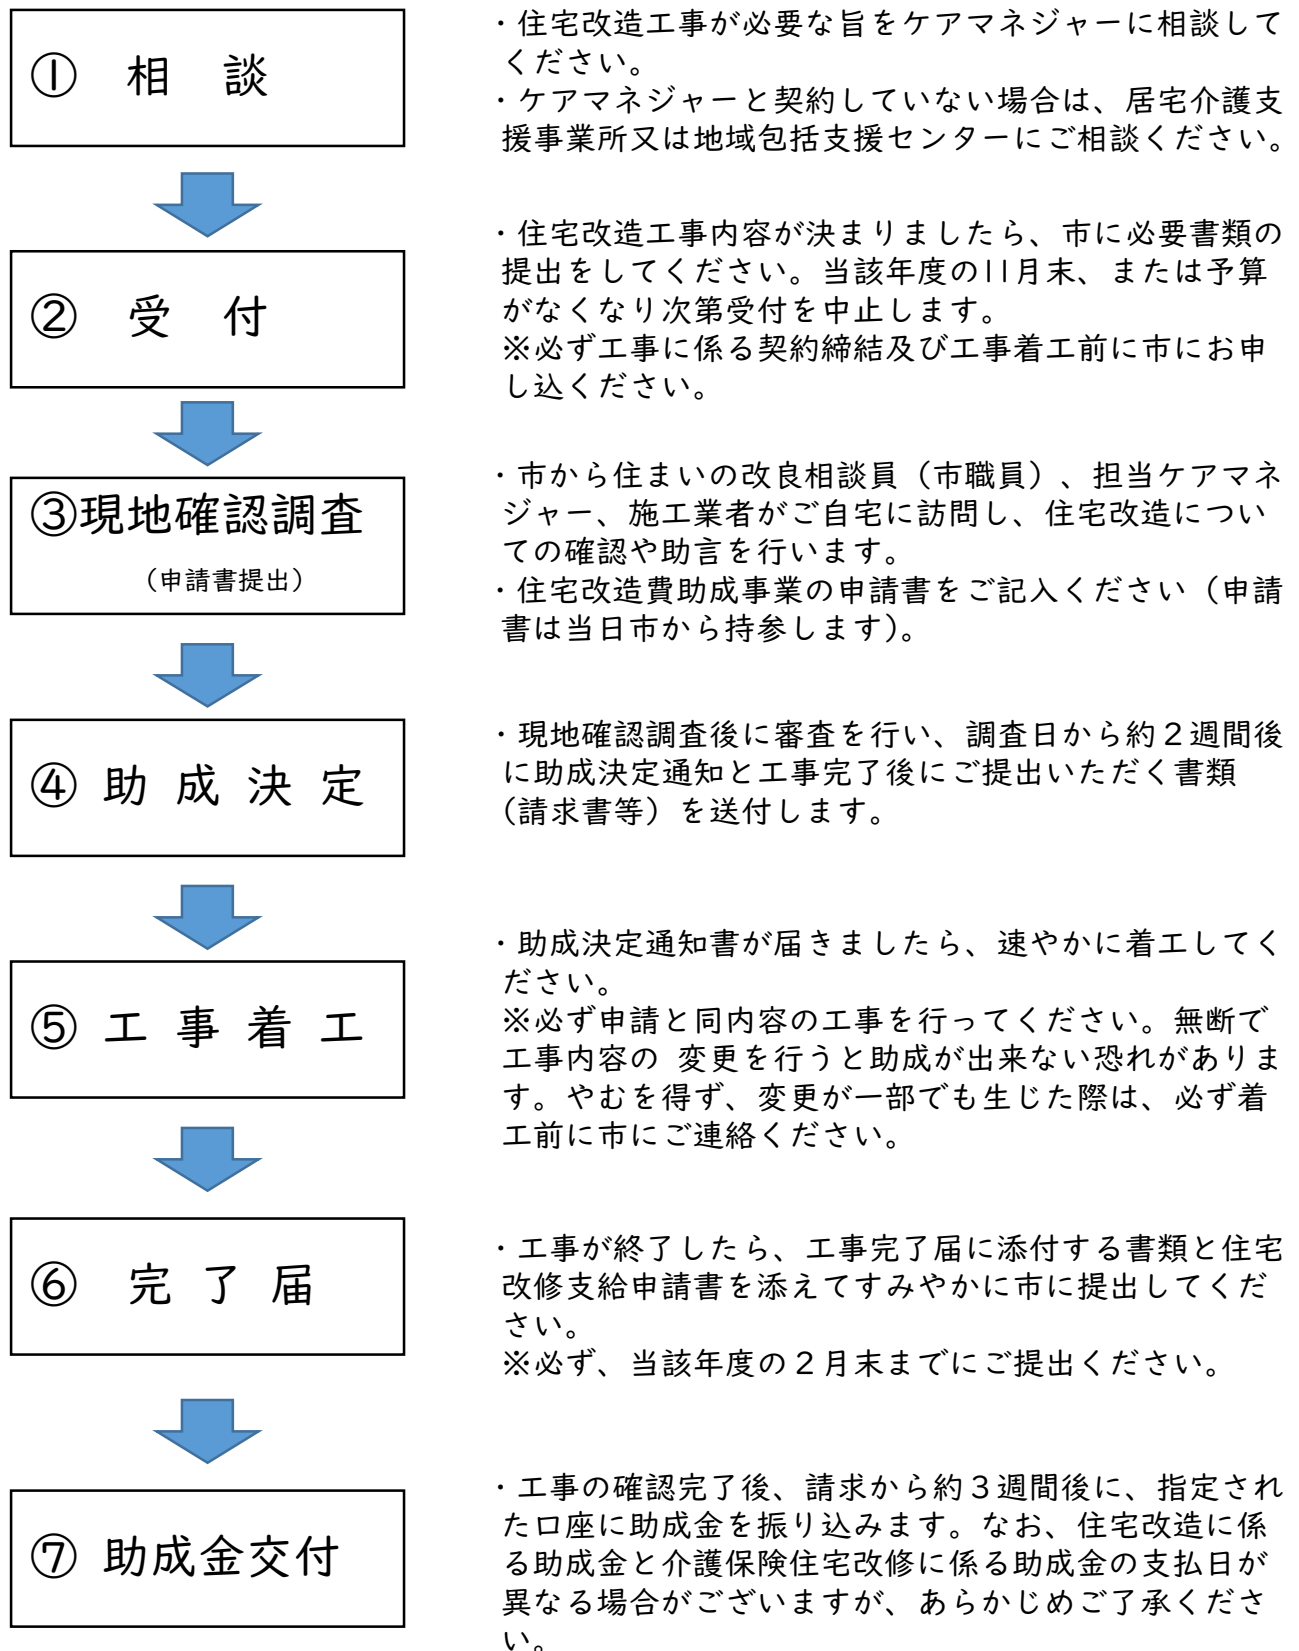 ① 相 談
・住宅改造工事が必要な旨をケアマネジャーに相談して
ください。
・ケアマネジャーと契約していない場合は、居宅介護支
援事業所又は地域包括支援センターにご相談ください。
② 受 付
・住宅改造工事内容が決まりましたら、市に必要書類の
提出をしてください。当該年度の11月末、または予算
がなくなり次第受付を中止します。
※必ず工事に係る契約締結及び工事着工前に市にお申
し込ください。
③現地確認調査
（申請書提出）
・市から住まいの改良相談員（市職員）、担当ケアマネ
ジャー、施工業者がご自宅に訪問し、住宅改造につい
ての確認や助言を行います。
・住宅改造費助成事業の申請書をご記入ください（申請
書は当日市から持参します）。
④ 助 成 決 定
・現地確認調査後に審査を行い、調査日から約２週間後
に助成決定通知と工事完了後にご提出いただく書類
（請求書等）を送付します。
⑤ 工 事 着 工
・助成決定通知書が届きましたら、速やかに着工してく
ださい。
※必ず申請と同内容の工事を行ってください。無断で
工事内容の 変更を行うと助成が出来ない恐れがありま
す。やむを得ず、変更が一部でも生じた際は、必ず着
工前に市にご連絡ください。
⑥ 完 了 届
・工事が終了したら、工事完了届に添付する書類と住宅
改修支給申請書を添えてすみやかに市に提出してくだ
さい。
※必ず、当該年度の２月末までにご提出ください。
⑦ 助成金交付
・工事の確認完了後、請求から約３週間後に、指定され
た口座に助成金を振り込みます。なお、住宅改造に係
る助成金と介護保険住宅改修に係る助成金の支払日が
異なる場合がございますが、あらかじめご了承くださ
い。